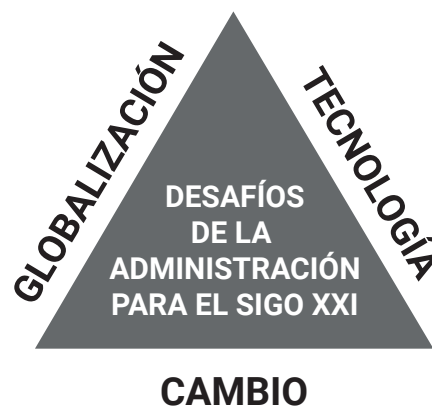 GLOBALIZACIÓN
TECNOLOGÍA
DESAFÍOS
DE LA
ADMINISTRACIÓN
PARA EL SIGO XXI
CAMBIO